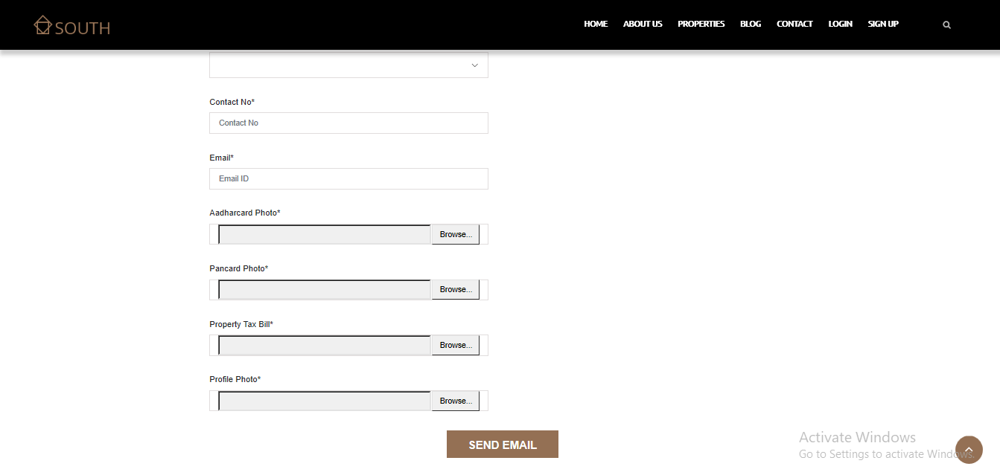 SOUTH
HOME ABOUT US PROPERTIES BLOG CONTACT LOGIN SIGN UP
Contact No*
Contact No
Email*
Email ID
Aadharcard Photo*
Browse...
Pancard Photo*
Browse...
Property Tax Bill*
Browse...
Profile Photo*
Browse...
SEND EMAIL
Activate Windows
Go to Settings to activate Windows.